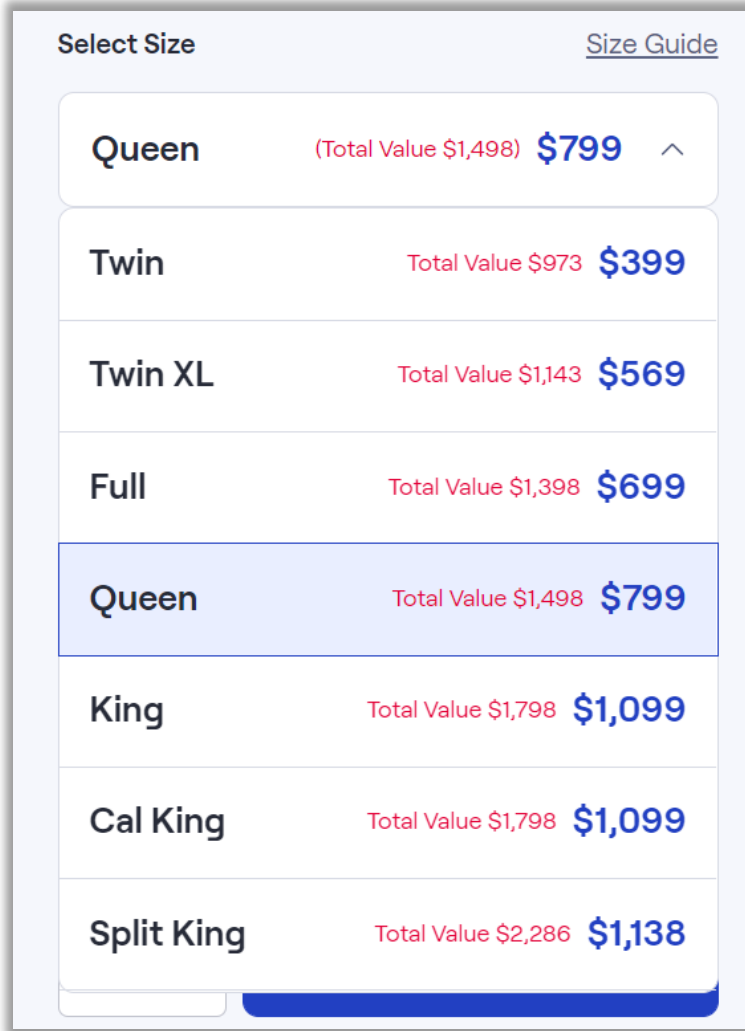 Select Size Size Guide
Queen (Total Value $1,498) $799
Twin Total Value $973 $399
Twin XL Total Value $1,143 $569
Full Total Value $1,398 $699
Queen Total Value $1,498 $799
King Total Value $1,798 $1,099
Cal King Total Value $1,798 $1,099
Split King Total Value $2,286 $1,138